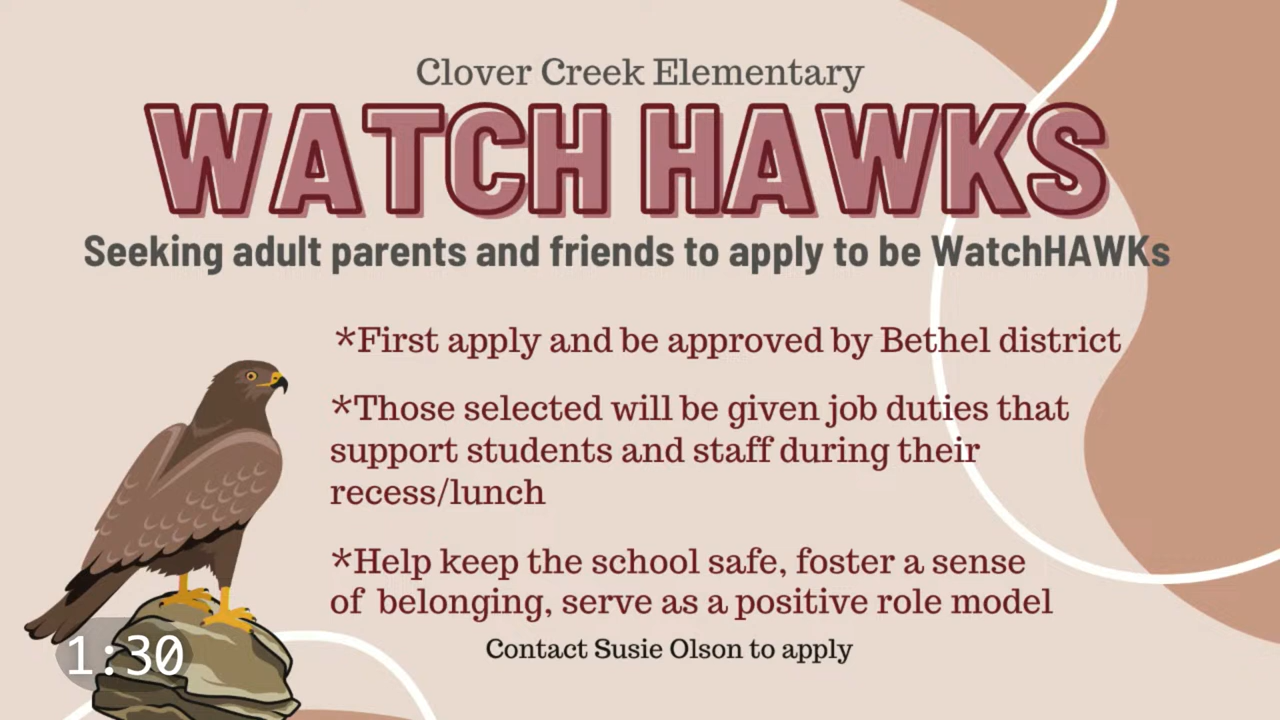 Clover Creek Elementary
WATCH HAWKS
Seeking adult parents and friends to apply to be WatchHAWKs
*First apply and be approved by Bethel district
*Those selected will be given job duties that
support students and staff during their
recess/lunch
*Help keep the school safe, foster a sense
of belonging, serve as a positive role model
Contact Susie Olson to apply
1:30